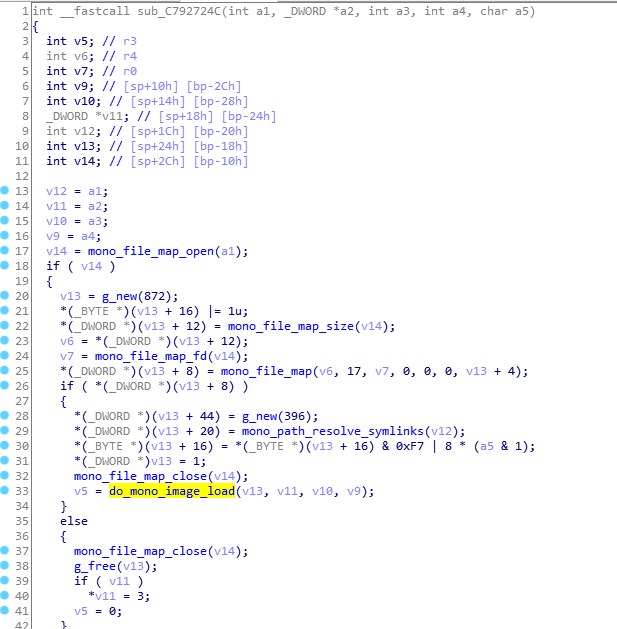 1 int __fastcall sub_C792724C(int a1, _DWORD *a2, int a3, int a4, char a5)
2 {
3   int v5; // r3
4   int v6; // r4
5   int v7; // r0
6   int v9; // [sp+10h] [bp-2Ch]
7   int v10; // [sp+14h] [bp-28h]
8   _DWORD *v11; // [sp+18h] [bp-24h]
9   int v12; // [sp+1Ch] [bp-20h]
10   int v13; // [sp+24h] [bp-18h]
11   int v14; // [sp+2Ch] [bp-10h]
12
13   v12 = a1;
14   v11 = a2;
15   v10 = a3;
16   v9 = a4;
17   v14 = mono_file_map_open(a1);
18   if ( v14 )
19   {
20     v13 = g_new(872);
21     *(_BYTE *)(v13 + 16) |= 1u;
22     *(_DWORD *)(v13 + 12) = mono_file_map_size(v14);
23     v6 = *(_DWORD *)(v13 + 12);
24     v7 = mono_file_map_fd(v14);
25     *(_DWORD *)(v13 + 8) = mono_file_map(v6, 17, v7, 0, 0, 0, v13 + 4);
26     if ( *(_DWORD *)(v13 + 8) )
27     {
28       *(_DWORD *)(v13 + 44) = g_new(396);
29       *(_DWORD *)(v13 + 20) = mono_path_resolve_symlinks(v12);
30       *(_BYTE *)(v13 + 16) = *(_BYTE *)(v13 + 16) & 0xF7 | 8 * (a5 & 1);
31       *(_DWORD *)v13 = 1;
32       mono_file_map_close(v14);
33       v5 = do_mono_image_load(v13, v11, v10, v9);
34     }
35     else
36     {
37       mono_file_map_close(v14);
38       g_free(v13);
39       if ( v11 )
40         *v11 = 3;
41       v5 = 0;
42     }